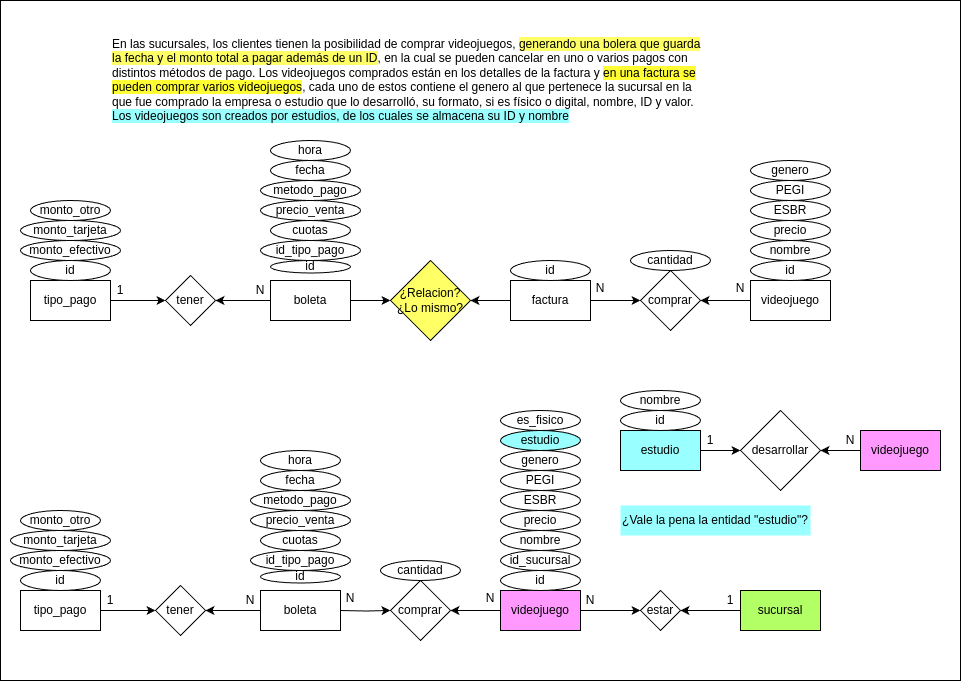 En las sucursales, los clientes tienen la posibilidad de comprar videojuegos, generando una bolera que guarda
la fecha y el monto total a pagar además de un ID, en la cual se pueden cancelar en uno o varios pagos con
distintos métodos de pago. Los videojuegos comprados están en los detalles de la factura y en una factura se
pueden comprar varios videojuegos, cada uno de estos contiene el genero al que pertenece la sucursal en la
que fue comprado la empresa o estudio que lo desarrolló, su formato, si es físico o digital, nombre, ID y valor.
Los videojuegos son creados por estudios, de los cuales se almacena su ID y nombre
monto_otro
monto_tarjeta
monto_efectivo
id
tipo_pago
1
tener
N
hora
fecha
metodo_pago
precio_venta
cuotas
id_tipo_pago
id
boleta
¿Relacion?
¿Lo mismo?
id
factura
N
cantidad
comprar
N
genero
PEGI
ESBR
precio
nombre
id
videojuego
nombre
id
estudio
1
desarrollar
N
videojuego
¿Vale la pena la entidad "estudio"?
monto_otro
monto_tarjeta
monto_efectivo
id
tipo_pago
1
tener
N
hora
fecha
metodo_pago
precio_venta
cuotas
id_tipo_pago
id
boleta
N
cantidad
comprar
N
es_fisico
estudio
genero
PEGI
ESBR
precio
nombre
id_sucursal
id
videojuego
N
estar
1
sucursal